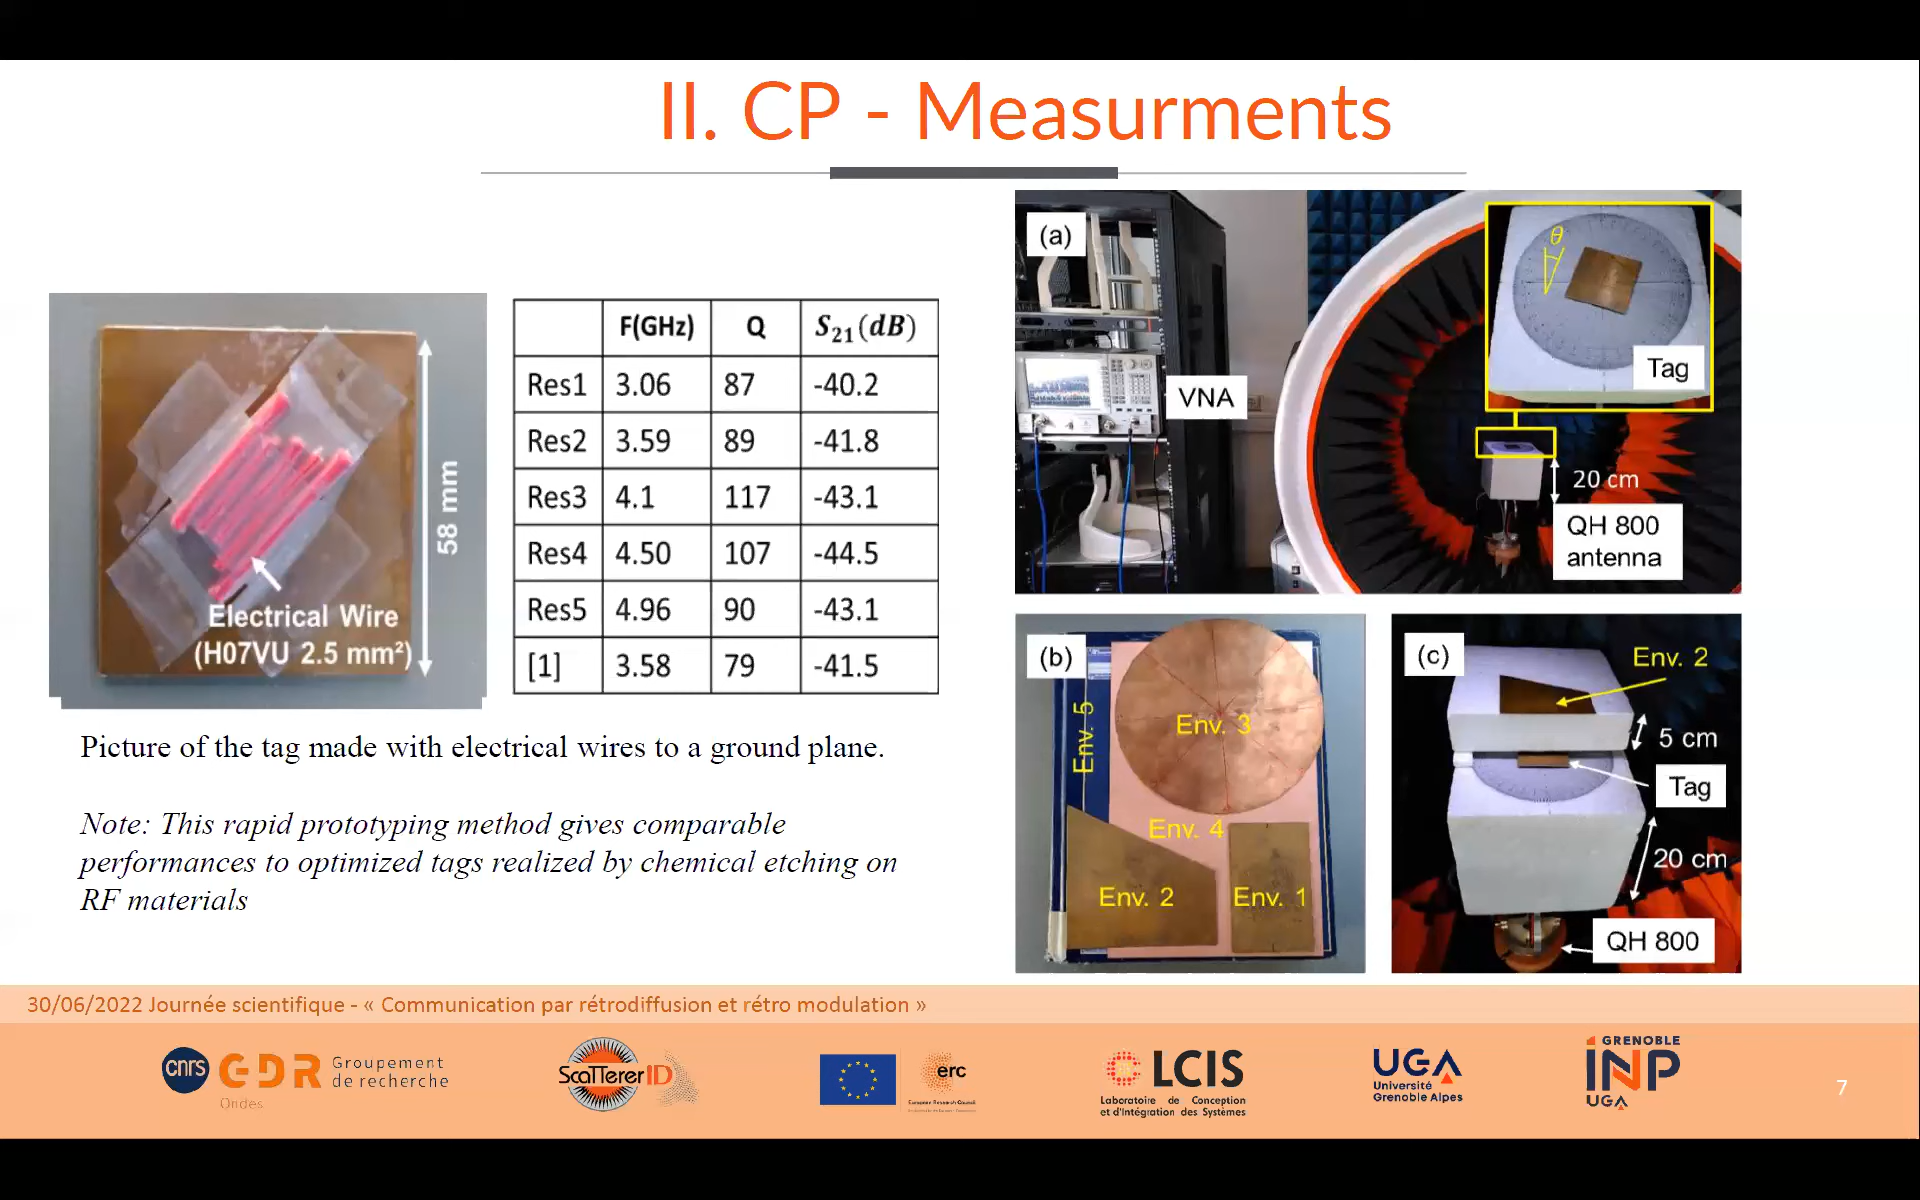 II. CP - Measurments
58 mm
Electrical Wire
(H07VU 2.5 mm²)
F(GHz) Q S₂₁(dB)
Res1 3.06 87 -40.2
Res2 3.59 89 -41.8
Res3 4.1 117 -43.1
Res4 4.50 107 -44.5
Res5 4.96 90 -43.1
[1] 3.58 79 -41.5
Picture of the tag made with electrical wires to a ground plane.
Note: This rapid prototyping method gives comparable
performances to optimized tags realized by chemical etching on
RF materials
(a)
θ
Tag
VNA
20 cm
QH 800
antenna
(b)
Env. 5
Env. 3
Env. 4
Env. 2
Env. 1
(c)
Env. 2
5 cm
Tag
20 cm
QH 800
30/06/2022 Journée scientifique - « Communication par rétrodiffusion et rétro modulation »
cnrs
GDR
Groupement
de recherche
Ondes
ScaTTererID
erc
European Research Council
LCIS
Laboratoire de Conception
et d'Intégration des Systèmes
UGA
Université
Grenoble Alpes
GRENOBLE
INP
UGA
7